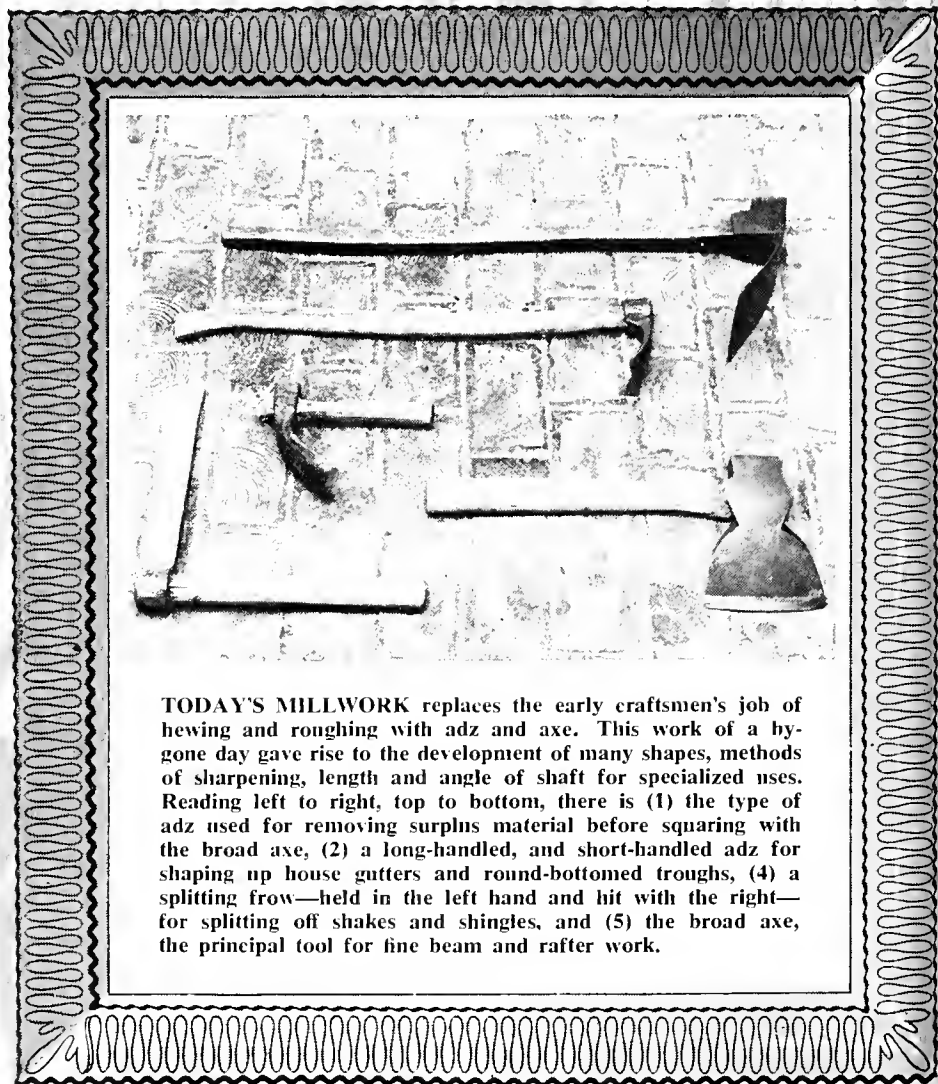 TODAY'S MILLWORK replaces the early craftsmen's job of
hewing and roughing with adz and axe. This work of a by-
gone day gave rise to the development of many shapes, methods
of sharpening, length and angle of shaft for specialized uses.
Reading left to right, top to bottom, there is (1) the type of
adz used for removing surplus material before squaring with
the broad axe, (2) a long-handled, and short-handled adz for
shaping up house gutters and round-bottomed troughs, (4) a
splitting frow—held in the left hand and hit with the right—
for splitting off shakes and shingles, and (5) the broad axe,
the principal tool for fine beam and rafter work.